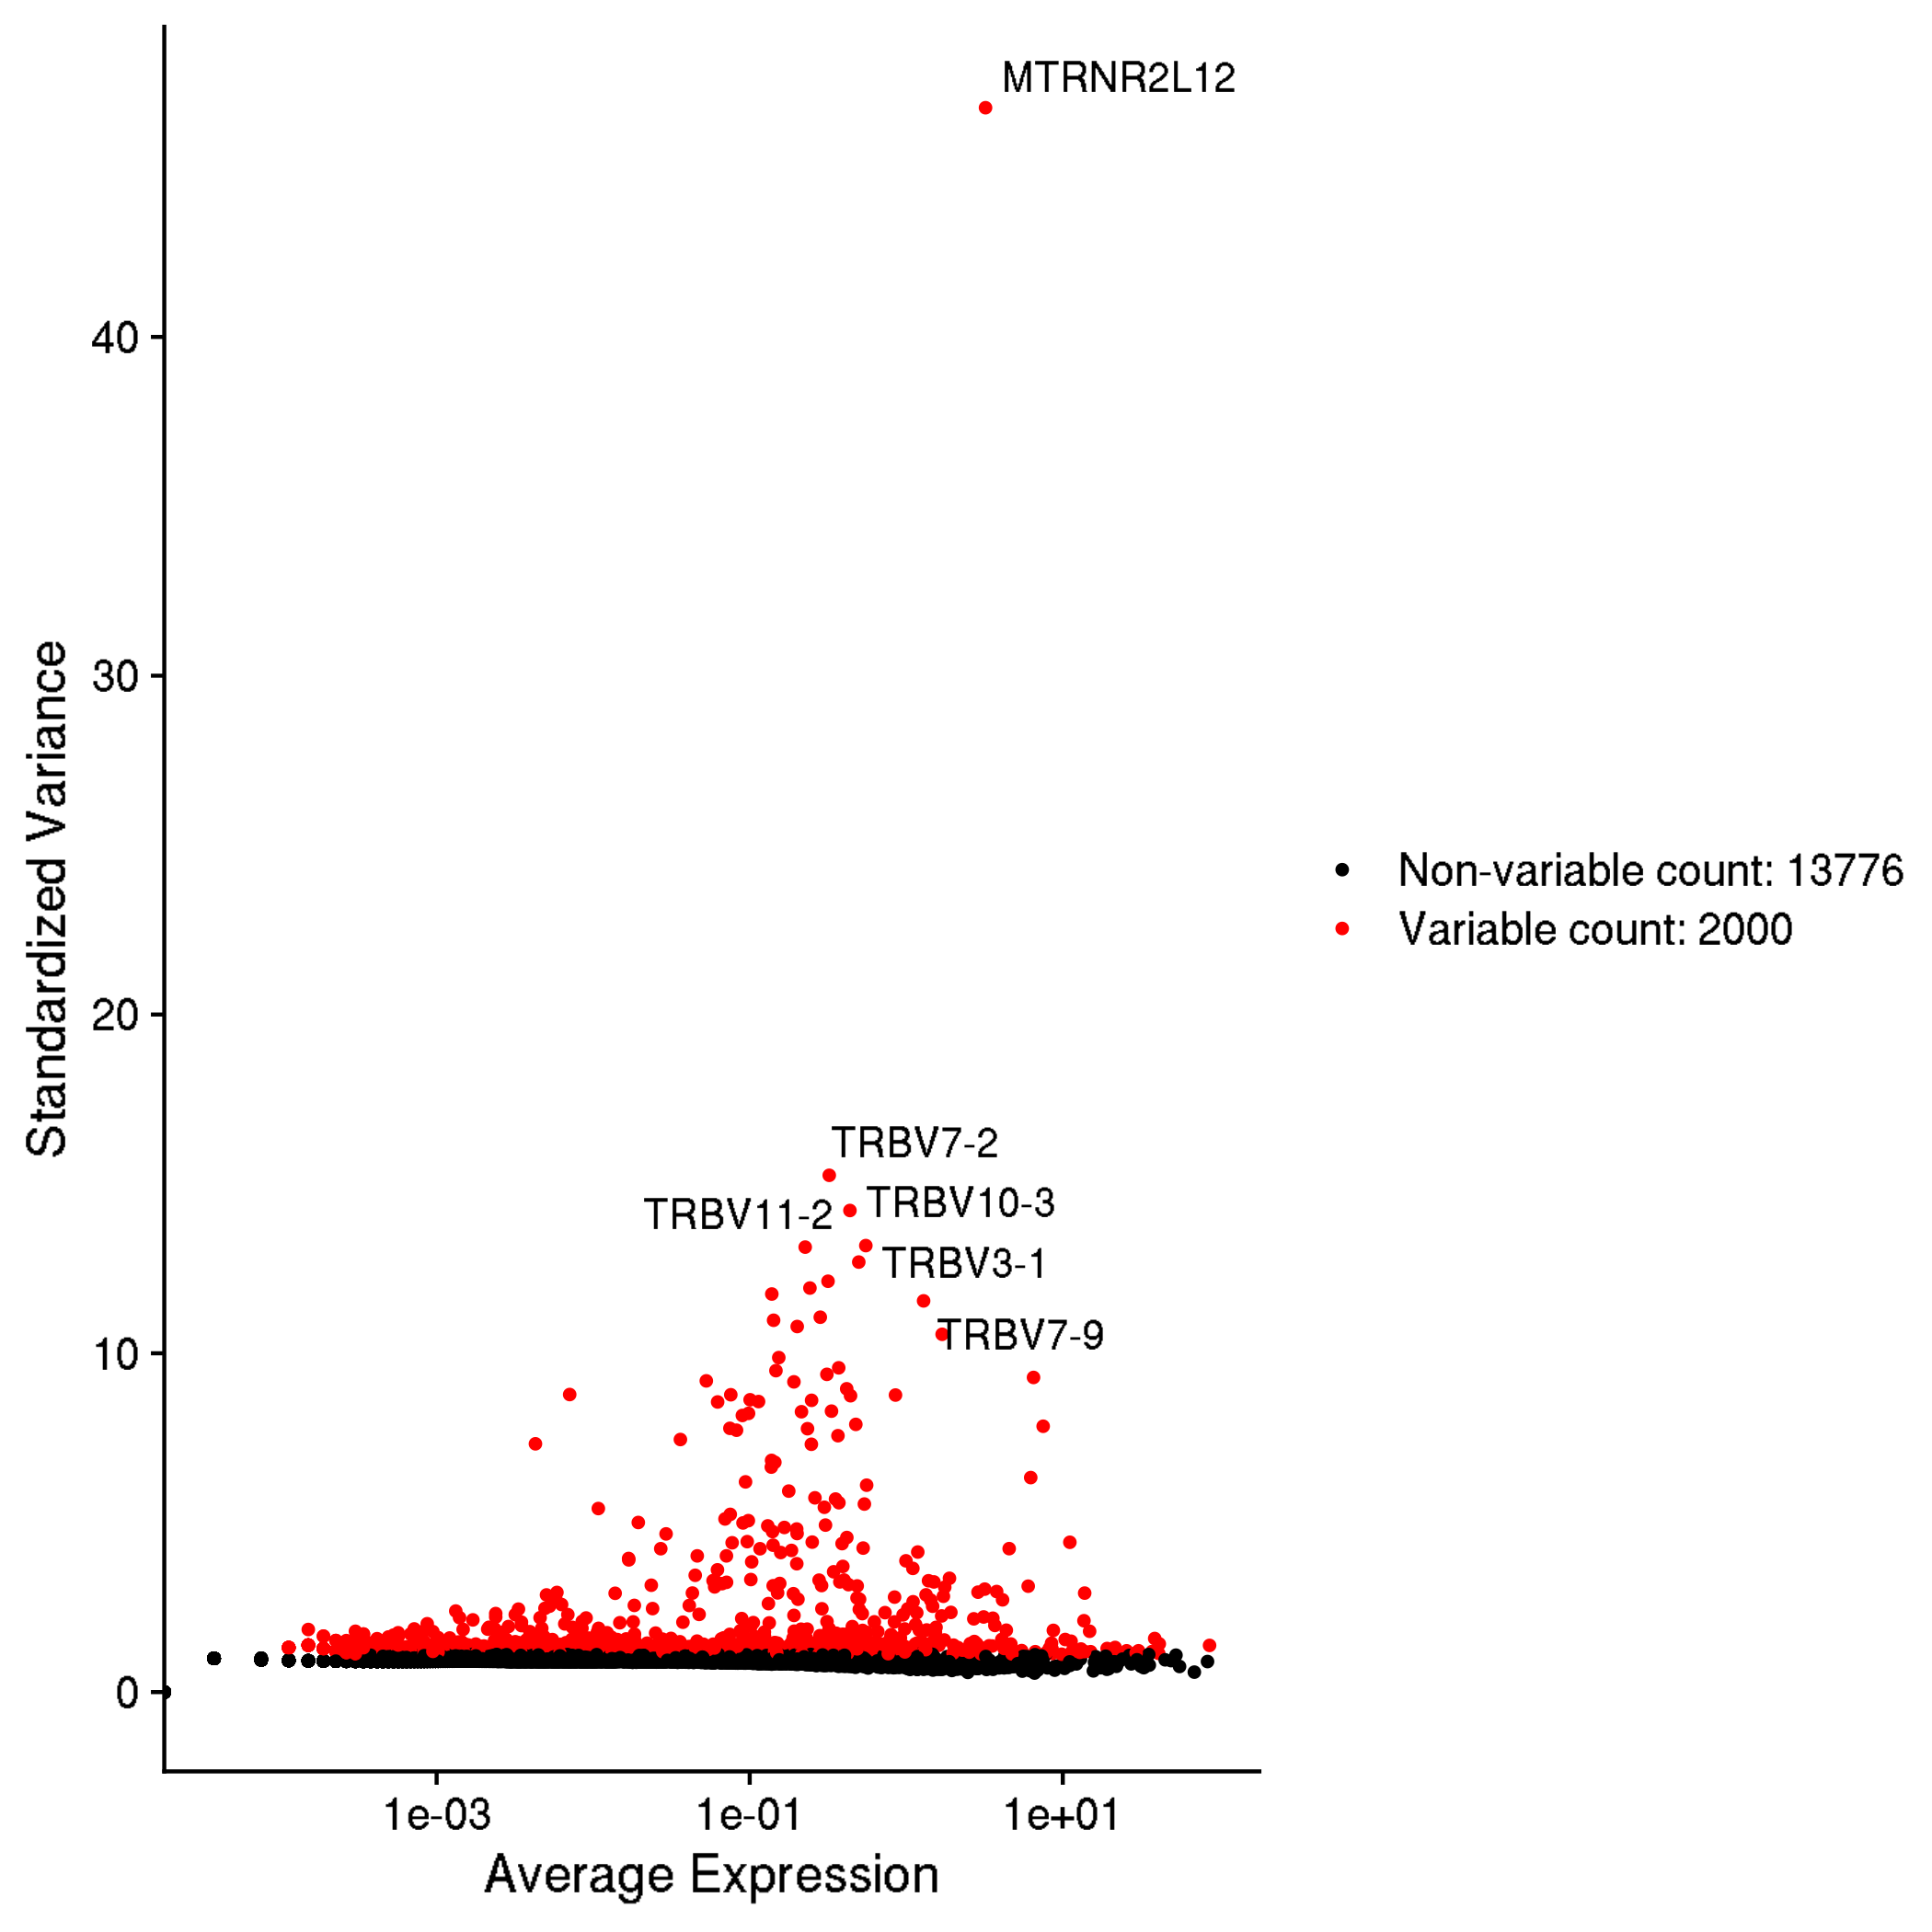 MTRNR2L12
40
30
20
10
0
Standardized Variance
TRBV7-2
TRBV10-3
TRBV11-2
TRBV3-1
TRBV7-9
1e-03
1e-01
1e+01
Average Expression
Non-variable count: 13776
Variable count: 2000